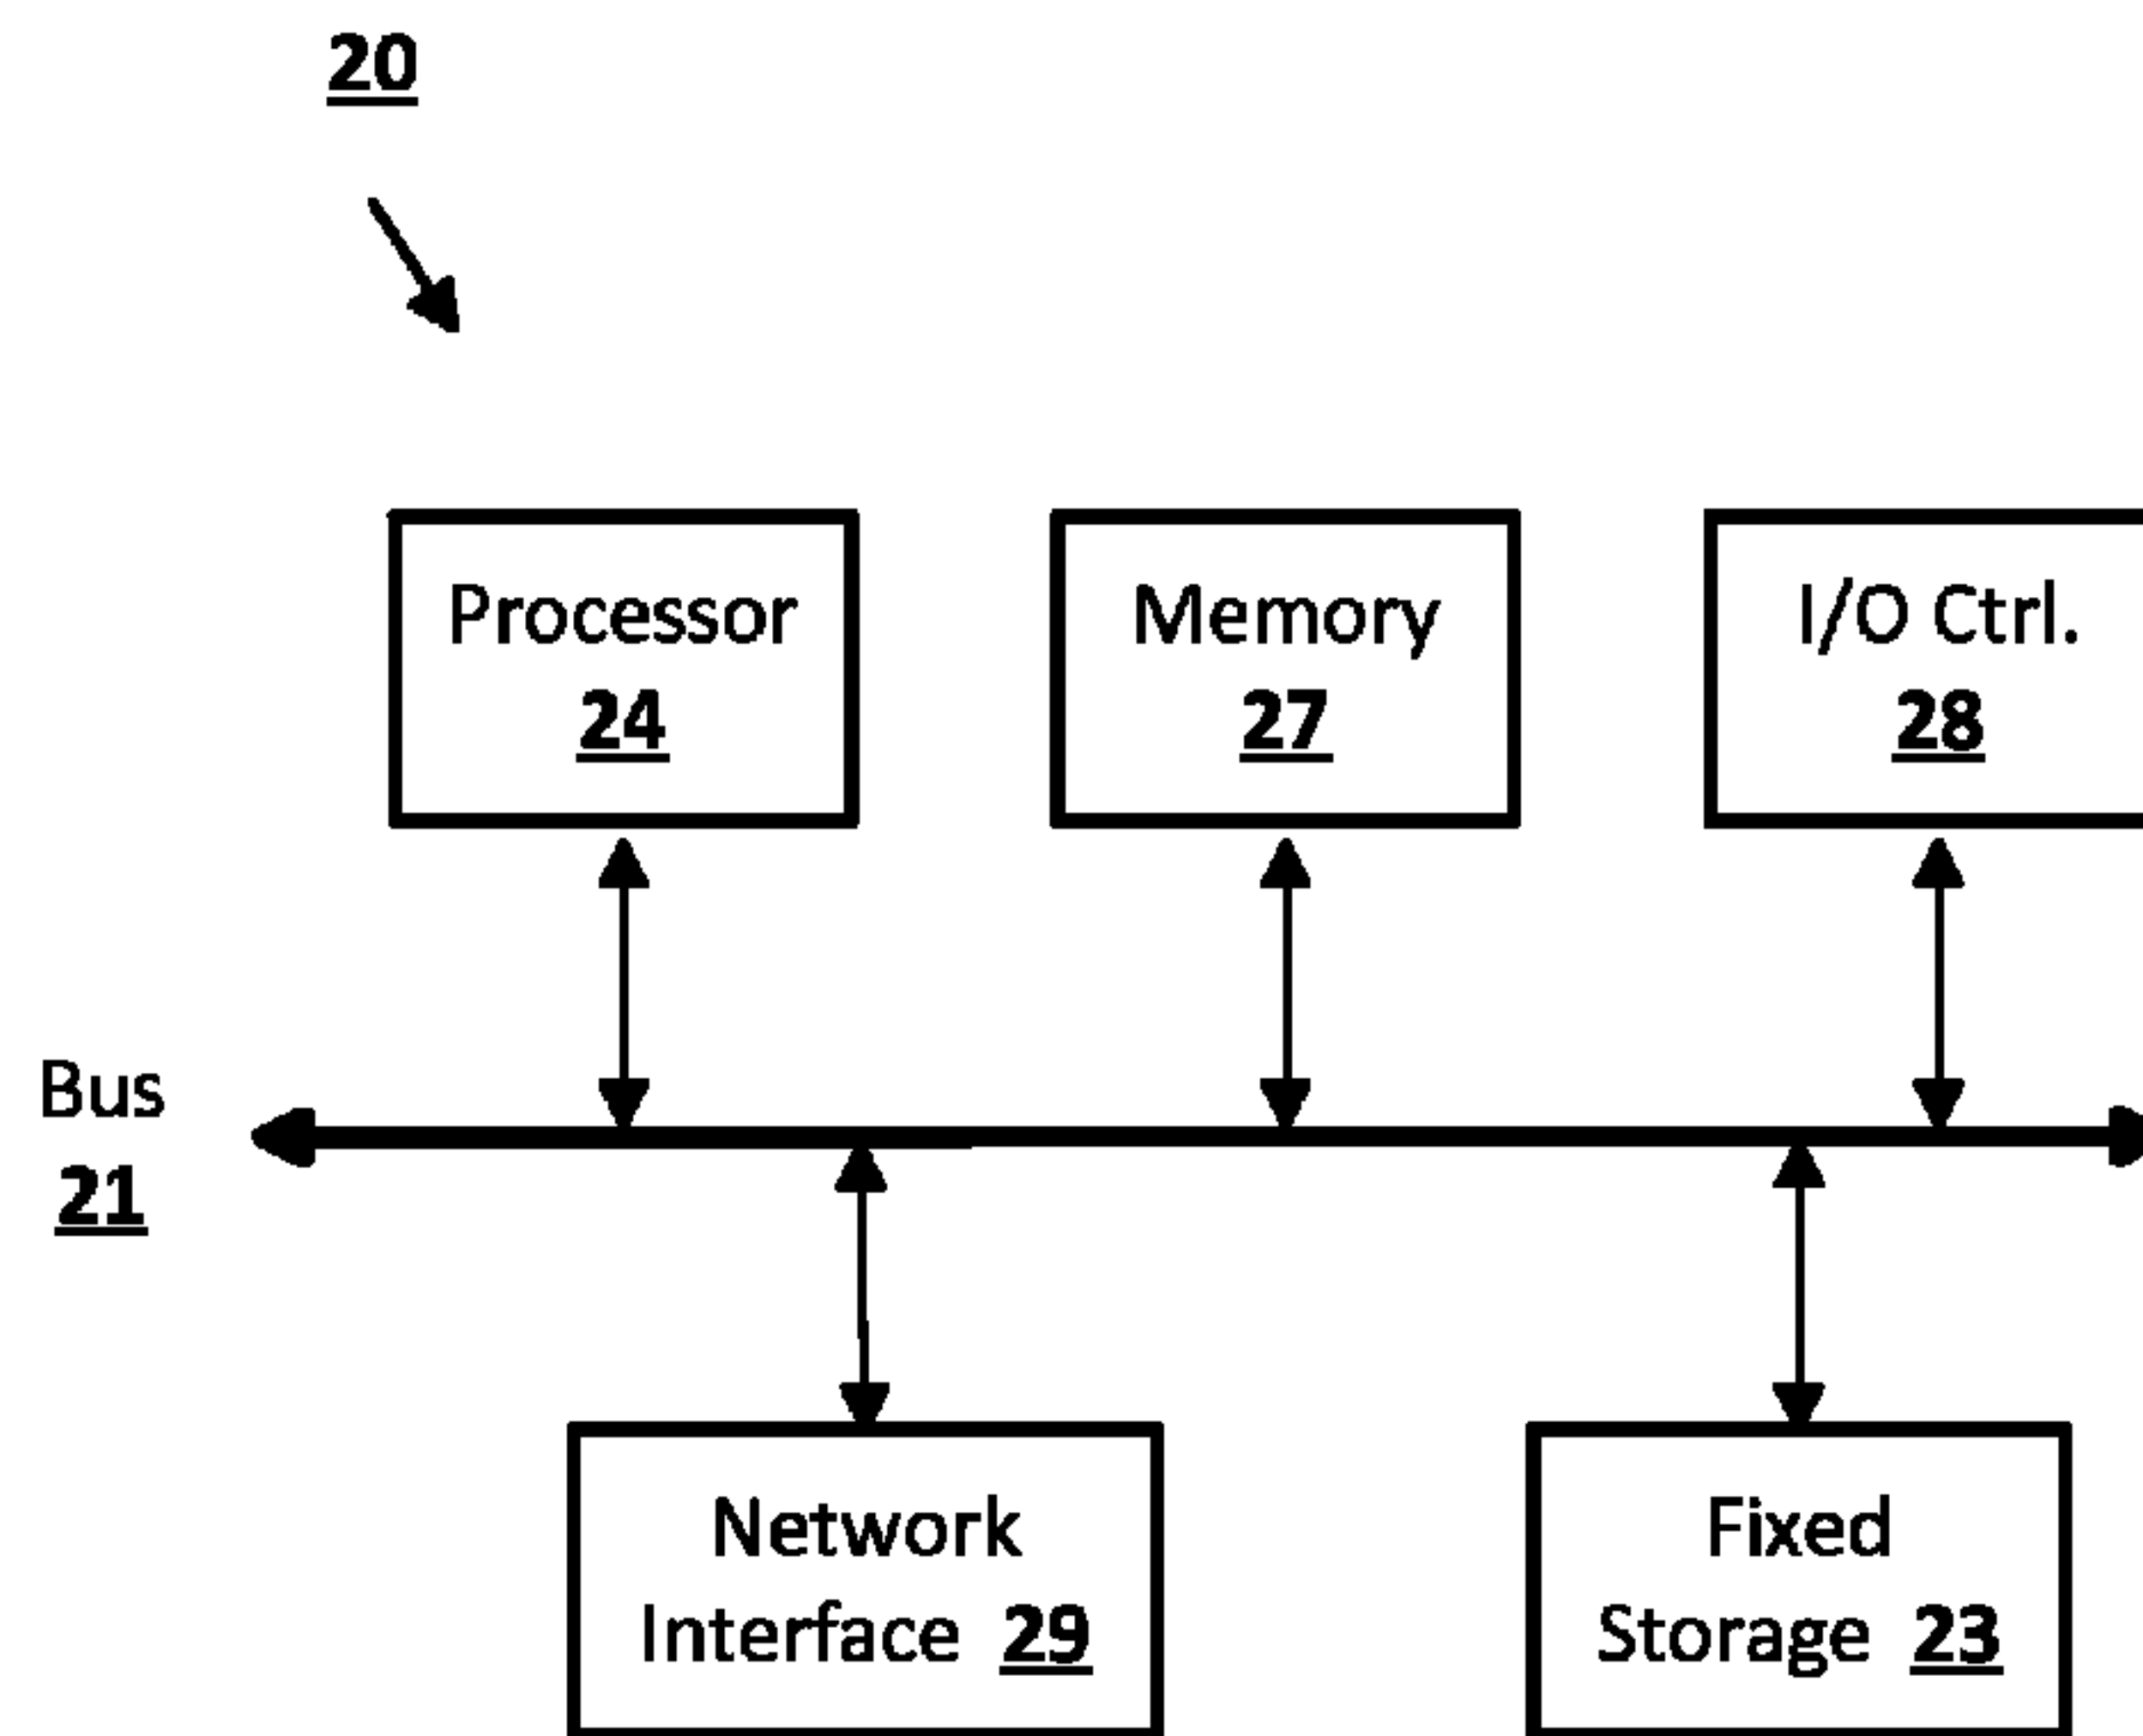 20
Processor
24
Memory
27
I/O Ctrl.
28
Bus
21
Network
Interface 29
Fixed
Storage 23